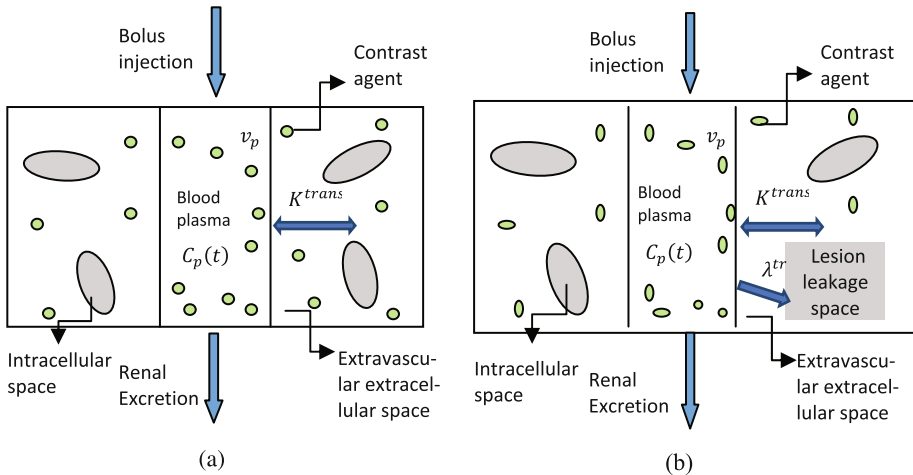 Bolus
injection
Contrast
agent
v_p
Blood
plasma
C_p(t)
K^{trans}
Intracellular
space
Renal
Excretion
Extravascu-
lar extracel-
lular space
(a)
Bolus
injection
Contrast
agent
v_p
Blood
plasma
C_p(t)
K^{trans}
λ^{tr}
Lesion
leakage
space
Intracellular
space
Renal
Excretion
Extravascu-
lar extracel-
lular space
(b)